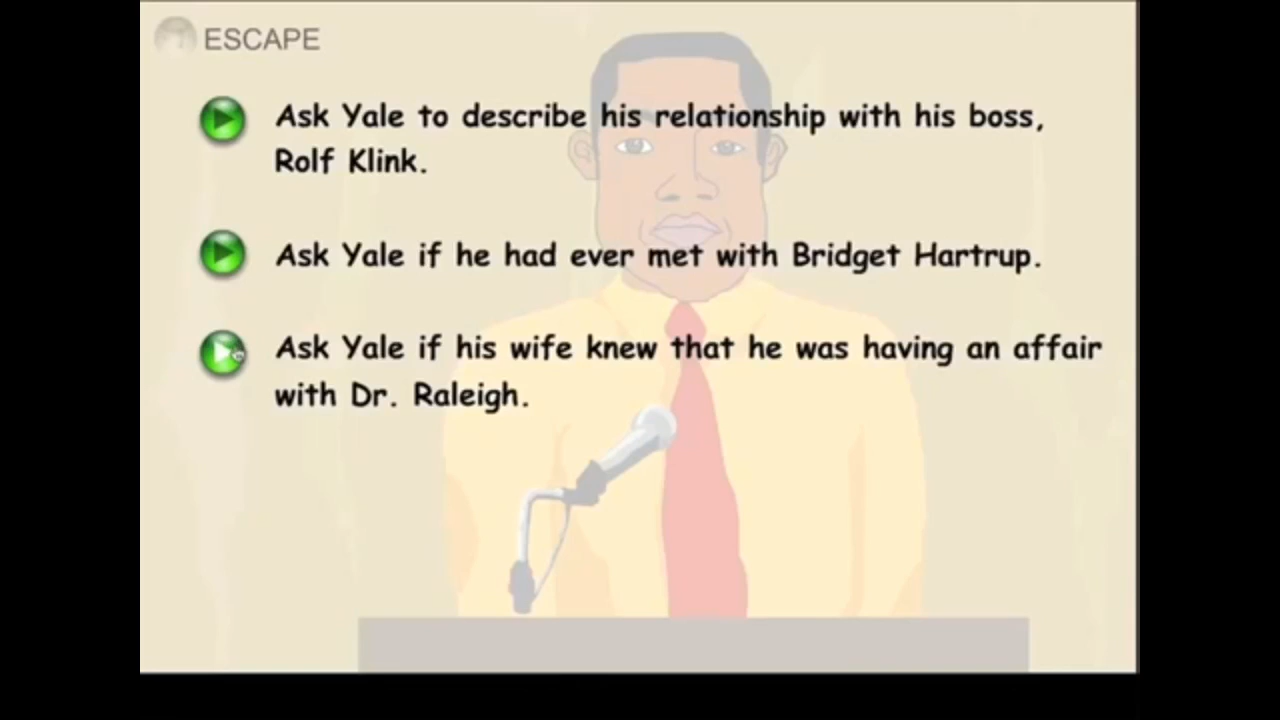 ESCAPE
Ask Yale to describe his relationship with his boss,
Rolf Klink.
Ask Yale if he had ever met with Bridget Hartrup.
Ask Yale if his wife knew that he was having an affair
with Dr. Raleigh.